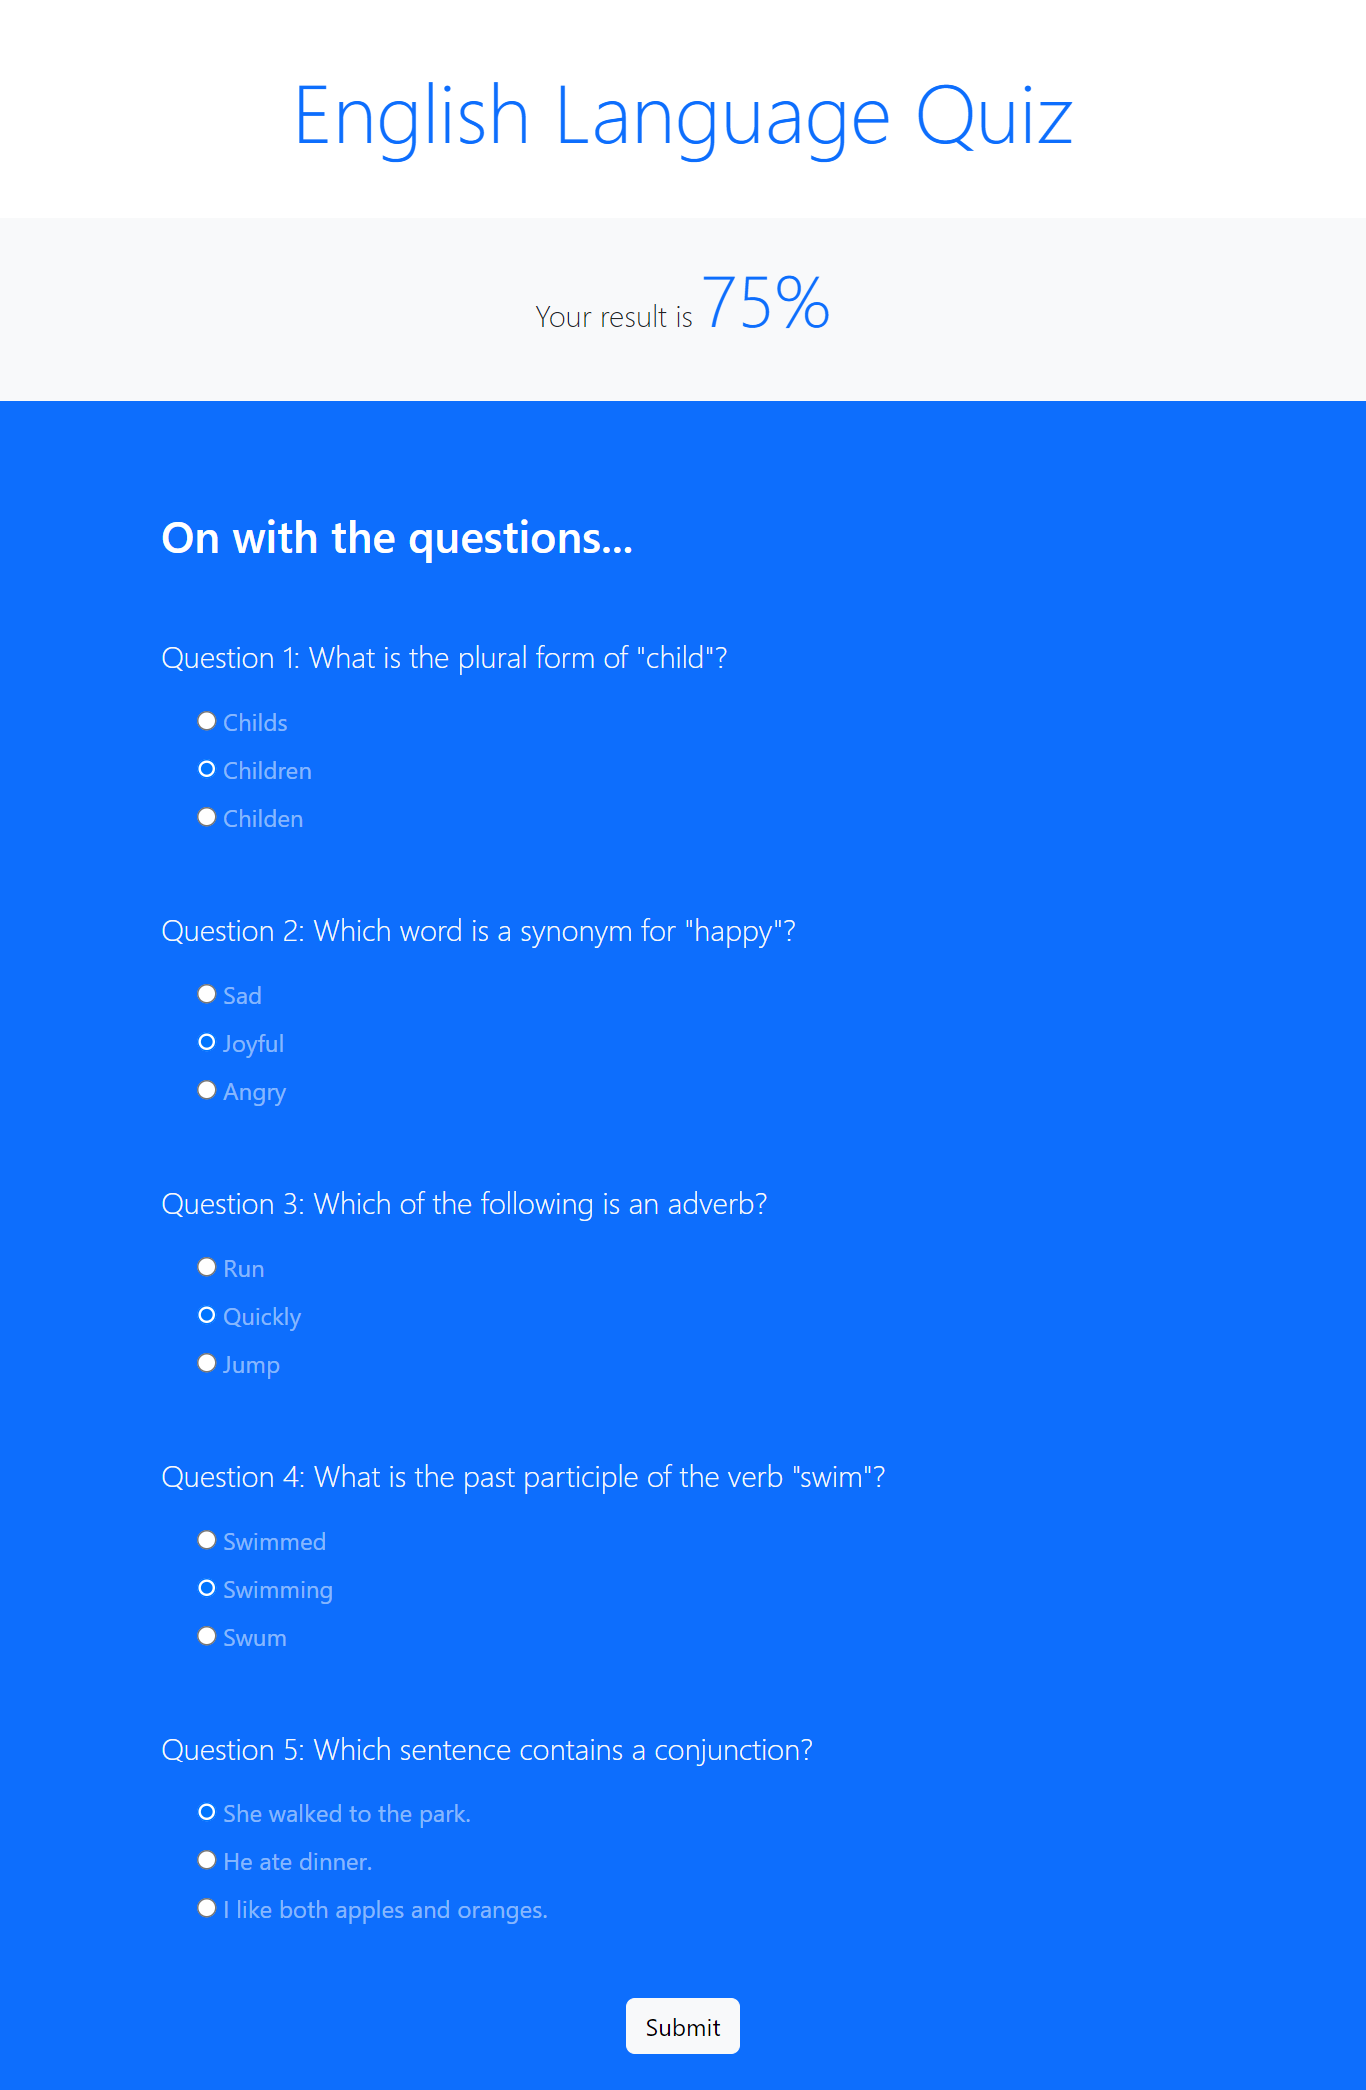 English Language Quiz
Your result is 75%
On with the questions...
Question 1: What is the plural form of "child"?
Childs
Children
Childen
Question 2: Which word is a synonym for "happy"?
Sad
Joyful
Angry
Question 3: Which of the following is an adverb?
Run
Quickly
Jump
Question 4: What is the past participle of the verb "swim"?
Swimmed
Swimming
Swum
Question 5: Which sentence contains a conjunction?
She walked to the park.
He ate dinner.
I like both apples and oranges.
Submit